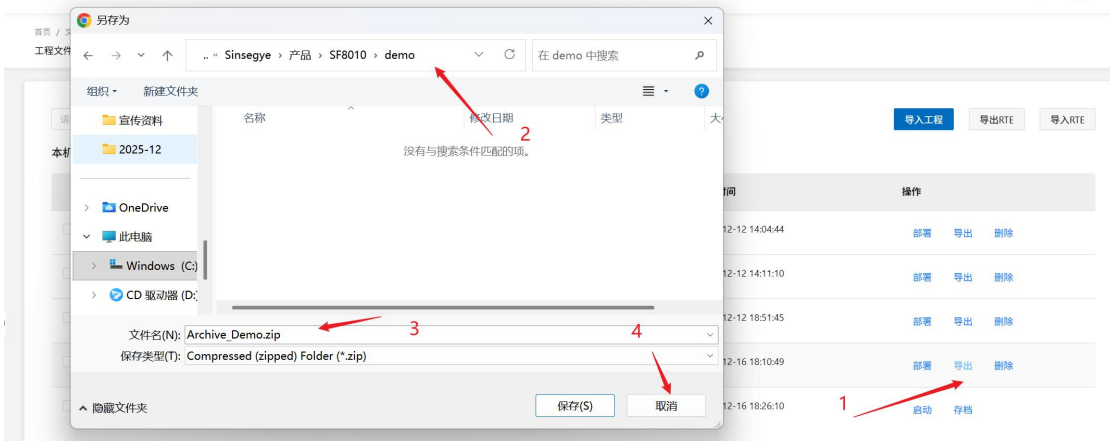 另存为
首页 /
工程文件
.. « Sinsegye › 产品 › SF8010 › demo
在 demo 中搜索
组织
新建文件夹
宣传资料
2025-12
名称
修改日期
类型
2
没有与搜索条件匹配的项。
导入工程
导出RTE
导入RTE
本机
OneDrive
此电脑
Windows (C:)
CD 驱动器 (D:)
操作
12-12 14:04:44
部署 导出 删除
12-12 14:11:10
部署 导出 删除
12-12 18:51:45
部署 导出 删除
12-16 18:10:49
部署 导出 删除
12-16 18:26:10
启动 存档
文件名(N): Archive_Demo.zip
3
4
保存类型(T): Compressed (zipped) Folder (*.zip)
1
隐藏文件夹
保存(S)
取消